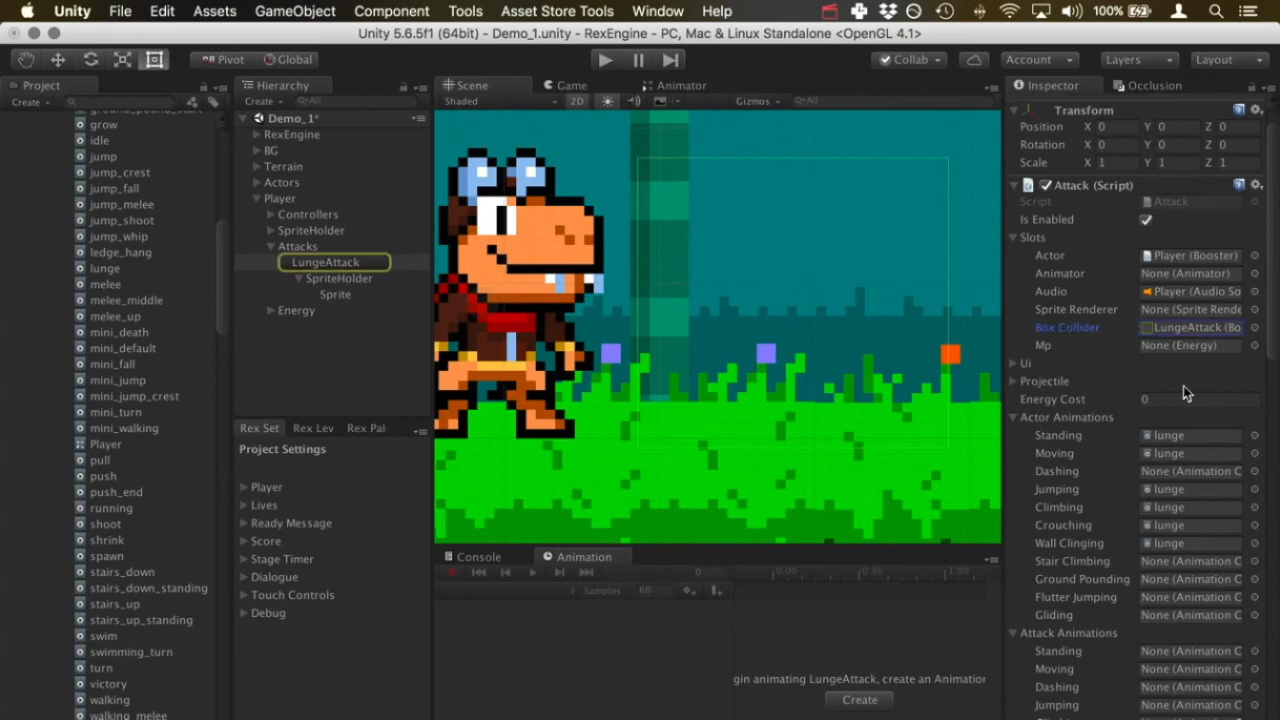 Unity File Edit Assets GameObject Component Tools Asset Store Tools Window Help 100%
Unity 5.6.5f1 (64bit) - Demo_1.unity - RexEngine - PC, Mac & Linux Standalone <OpenGL 4.1>
Pivot Global Collab Account Layers Layout
Project
Create
grow
idle
jump
jump_crest
jump_fall
jump_melee
jump_shoot
jump_whip
ledge_hang
lunge
melee
melee_middle
melee_up
mini_death
mini_default
mini_fall
mini_jump
mini_jump_crest
mini_turn
mini_walking
Player
pull
push
push_end
running
shoot
shrink
spawn
stairs_down
stairs_down_standing
stairs_up
stairs_up_standing
swim
swimming_turn
turn
victory
walking
walking_melee
Hierarchy
Create All
Demo_1*
RexEngine
BG
Terrain
Actors
Player
Controllers
SpriteHolder
Attacks
LungeAttack
SpriteHolder
Sprite
Energy
Rex Set Rex Lev Rex Pal
Project Settings
Player
Lives
Ready Message
Score
Stage Timer
Dialogue
Touch Controls
Debug
Scene Game Animator
Shaded 2D Gizmos All
Console Animation
0 0:00 0:30 1:00
Samples 60
gin animating LungeAttack, create an Animation
Create
Inspector Occlusion
Transform
Position X 0 Y 0 Z 0
Rotation X 0 Y 0 Z 0
Scale X 1 Y 1 Z 1
Attack (Script)
Script Attack
Is Enabled
Slots
Actor Player (Booster)
Animator None (Animator)
Audio Player (Audio So
Sprite Renderer None (Sprite Rende
Box Collider LungeAttack (Bo
Mp None (Energy)
Ui
Projectile
Energy Cost 0
Actor Animations
Standing lunge
Moving lunge
Dashing None (Animation C
Jumping lunge
Climbing lunge
Crouching lunge
Wall Clinging lunge
Stair Climbing None (Animation C
Ground Pounding None (Animation C
Flutter Jumping None (Animation C
Gliding None (Animation C
Attack Animations
Standing None (Animation C
Moving None (Animation C
Dashing None (Animation C
Jumping None (Animation C